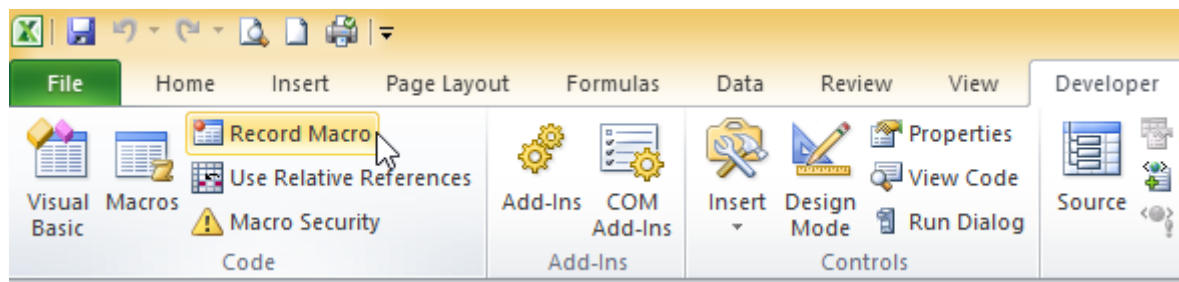 File Home Insert Page Layout Formulas Data Review View Developer
Record Macro
Use Relative References
Macro Security
Visual Basic
Macros
Code
Add-Ins
COM Add-Ins
Add-Ins
Insert
Design Mode
Properties
View Code
Run Dialog
Controls
Source